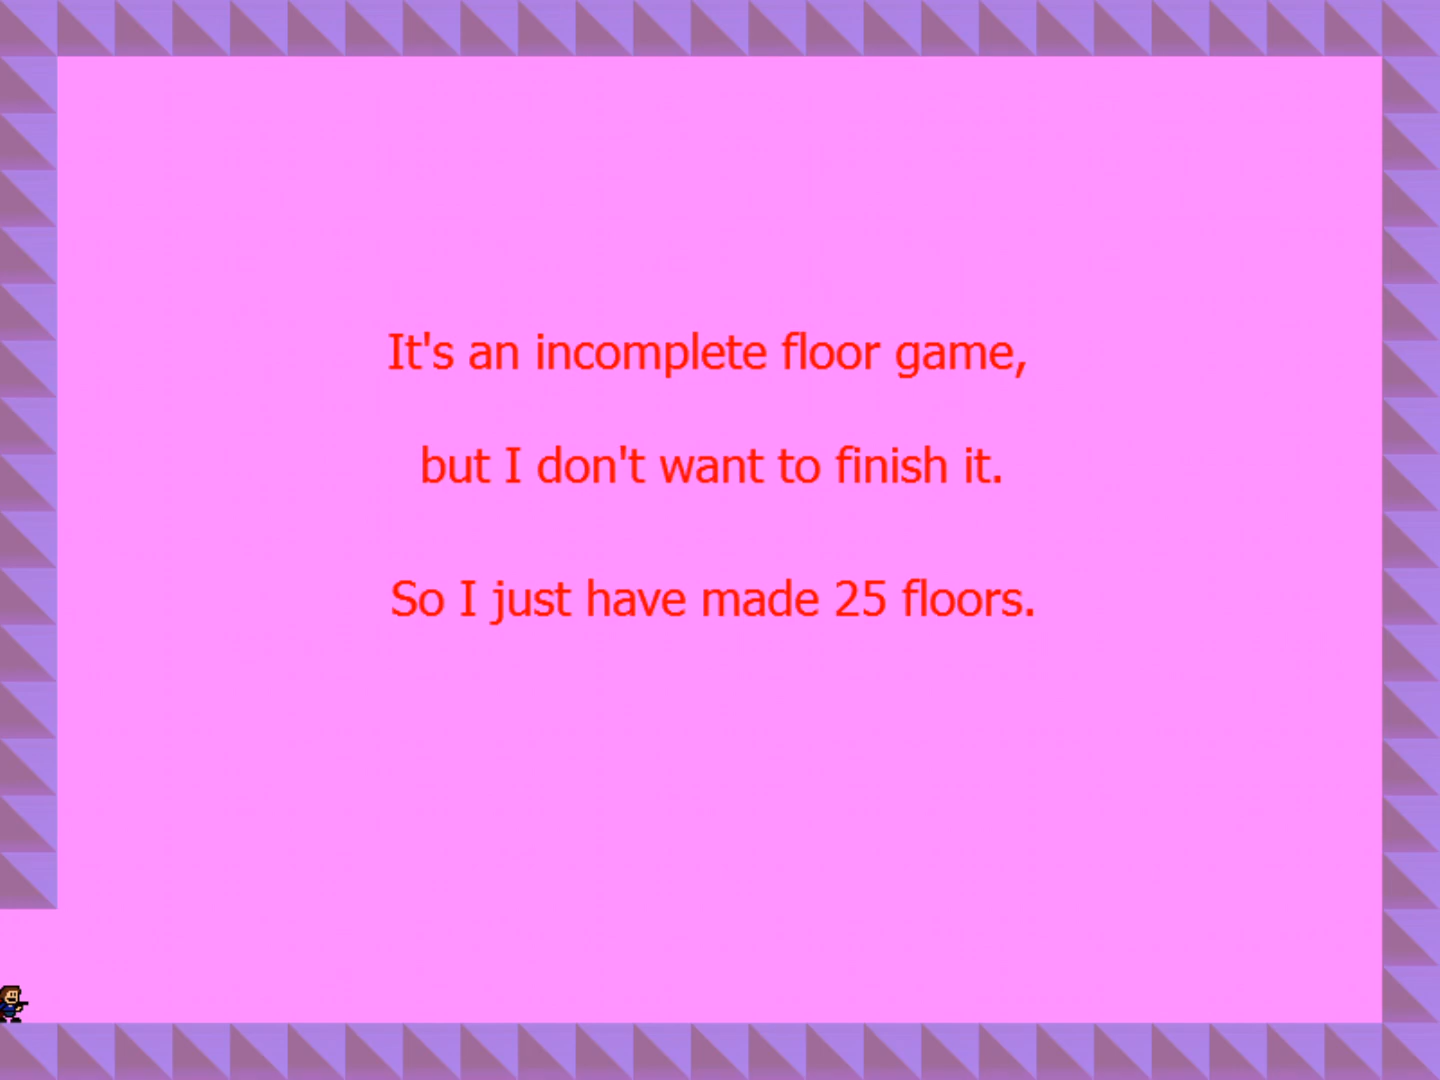 It's an incomplete floor game,
but I don't want to finish it.
So I just have made 25 floors.